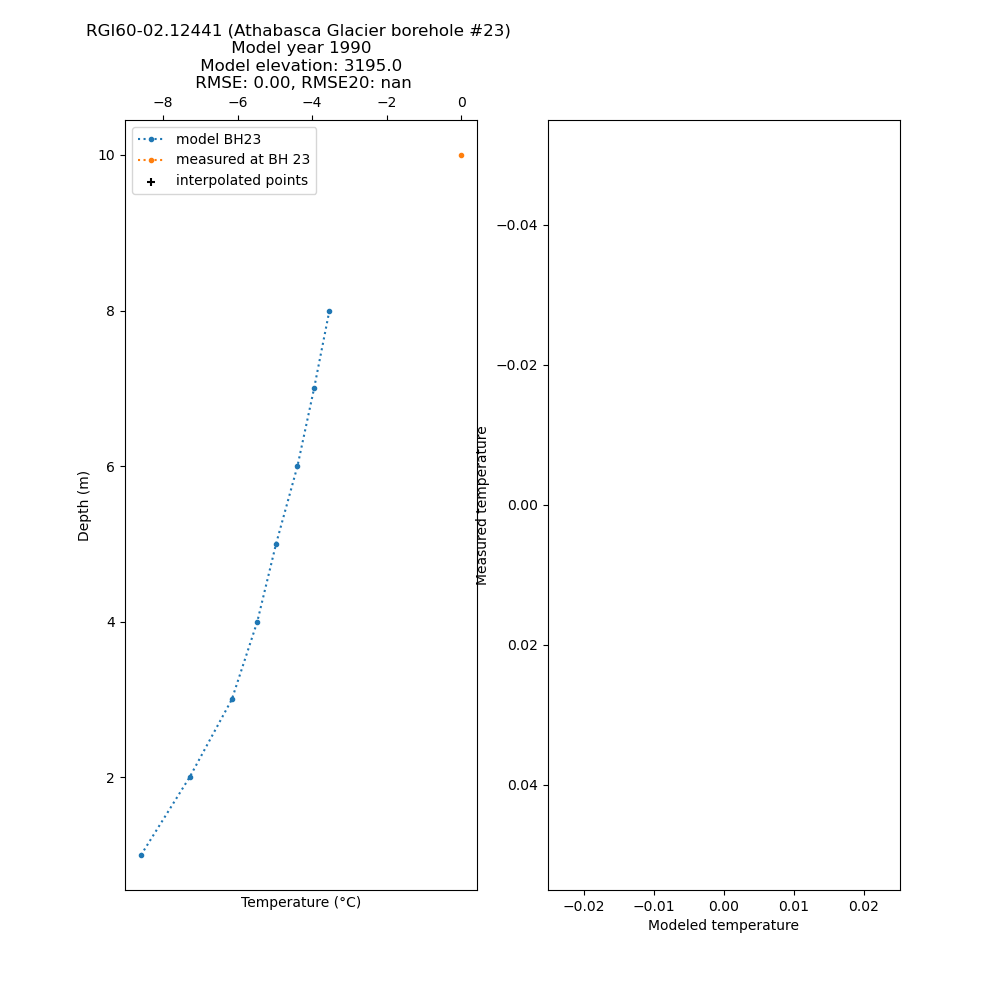 RGI60-02.12441 (Athabasca Glacier borehole #23)
Model year 1990
Model elevation: 3195.0
RMSE: 0.00, RMSE20: nan
−8 −6 −4 −2 0
model BH23
measured at BH 23
interpolated points
10
8
6
4
2
Depth (m)
Temperature (°C)
−0.04
−0.02
0.00
0.02
0.04
Measured temperature
−0.02 −0.01 0.00 0.01 0.02
Modeled temperature